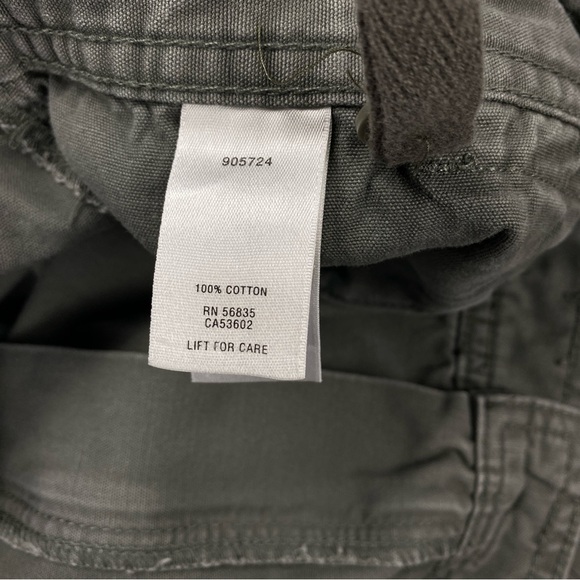 905724
100% COTTON
RN 56835
CA53602
LIFT FOR CARE